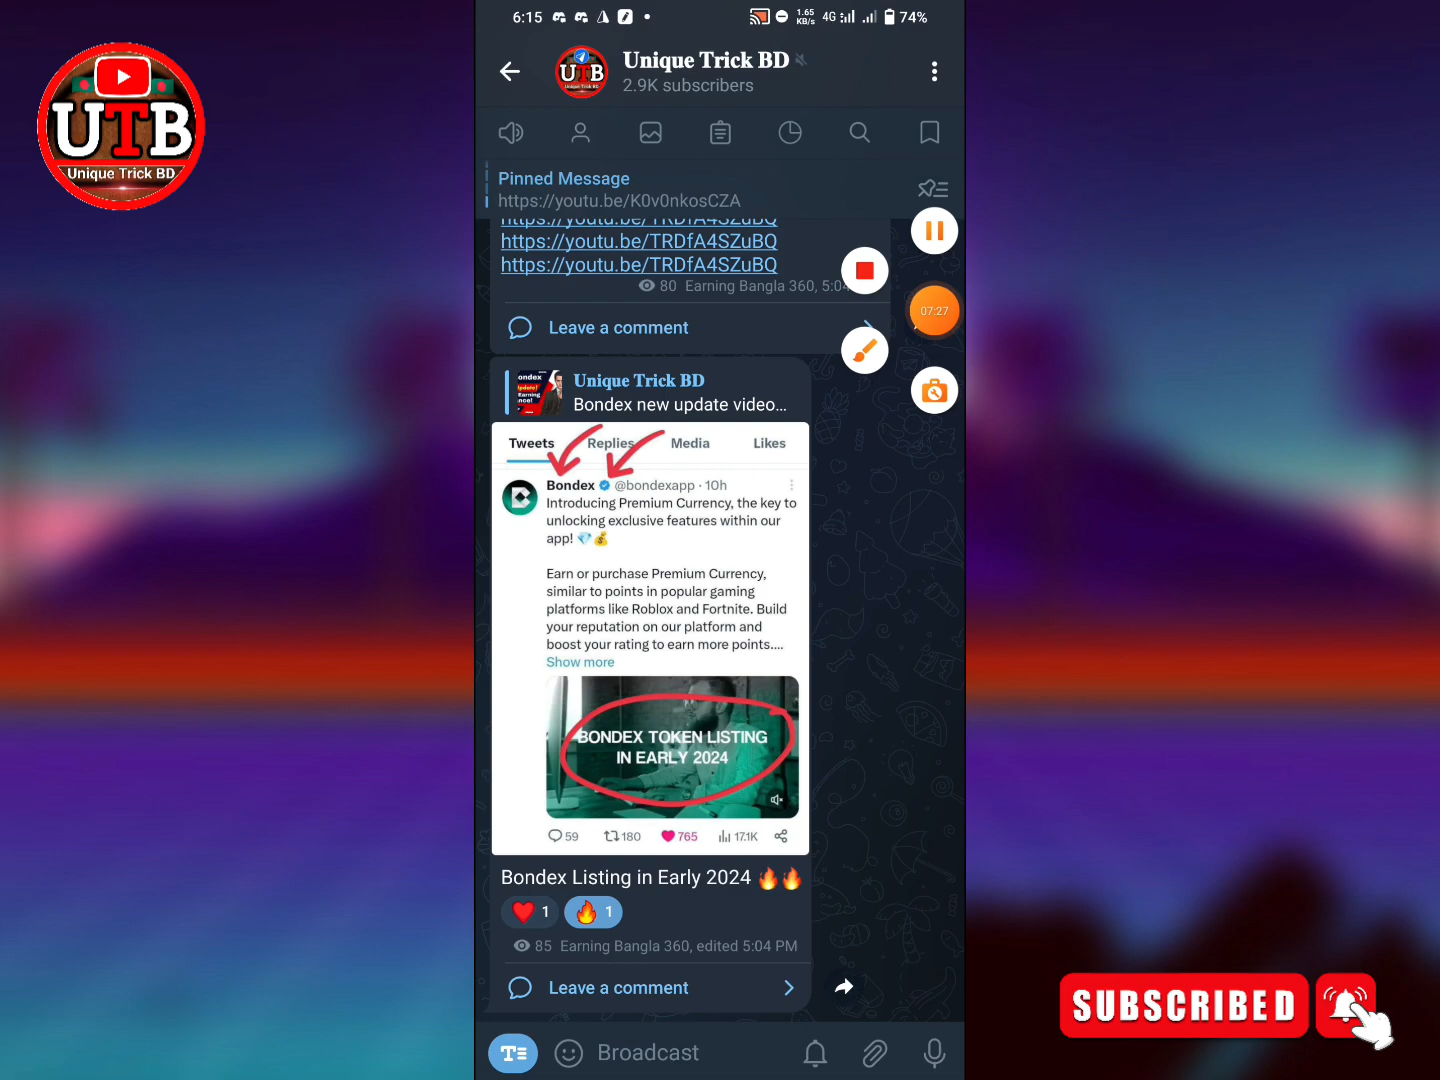 UTB
Unique Trick BD
6:15
1.65
KB/s
4G
74%
UTB
Unique Trick BD
Unique Trick BD
2.9K subscribers
Pinned Message
https://youtu.be/K0v0nkosCZA
https://youtu.be/TRDfA4SZuBQ
https://youtu.be/TRDfA4SZuBQ
https://youtu.be/TRDfA4SZuBQ
80 Earning Bangla 360, 5:04
07:27
Leave a comment
ondex
Unique Trick BD
Bondex new update video...
Tweets Replies Media Likes
Bondex @bondexapp · 10h
Introducing Premium Currency, the key to
unlocking exclusive features within our
app! 💎💰
Earn or purchase Premium Currency,
similar to points in popular gaming
platforms like Roblox and Fortnite. Build
your reputation on our platform and
boost your rating to earn more points....
Show more
BONDEX TOKEN LISTING
IN EARLY 2024
59 180 765 17.1K
Bondex Listing in Early 2024 🔥🔥
❤️ 1 🔥 1
85 Earning Bangla 360, edited 5:04 PM
Leave a comment
T
Broadcast
SUBSCRIBED